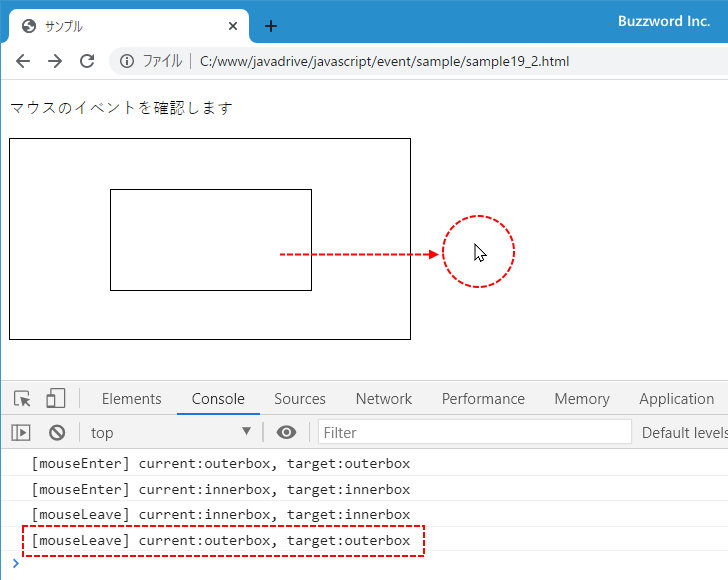 サンプル
Buzzword Inc.
ファイル | C:/www/javadrive/javascript/event/sample/sample19_2.html
マウスのイベントを確認します
Elements Console Sources Network Performance Memory Application
top Filter Default levels
[mouseEnter] current:outerbox, target:outerbox
[mouseEnter] current:innerbox, target:innerbox
[mouseLeave] current:innerbox, target:innerbox
[mouseLeave] current:outerbox, target:outerbox